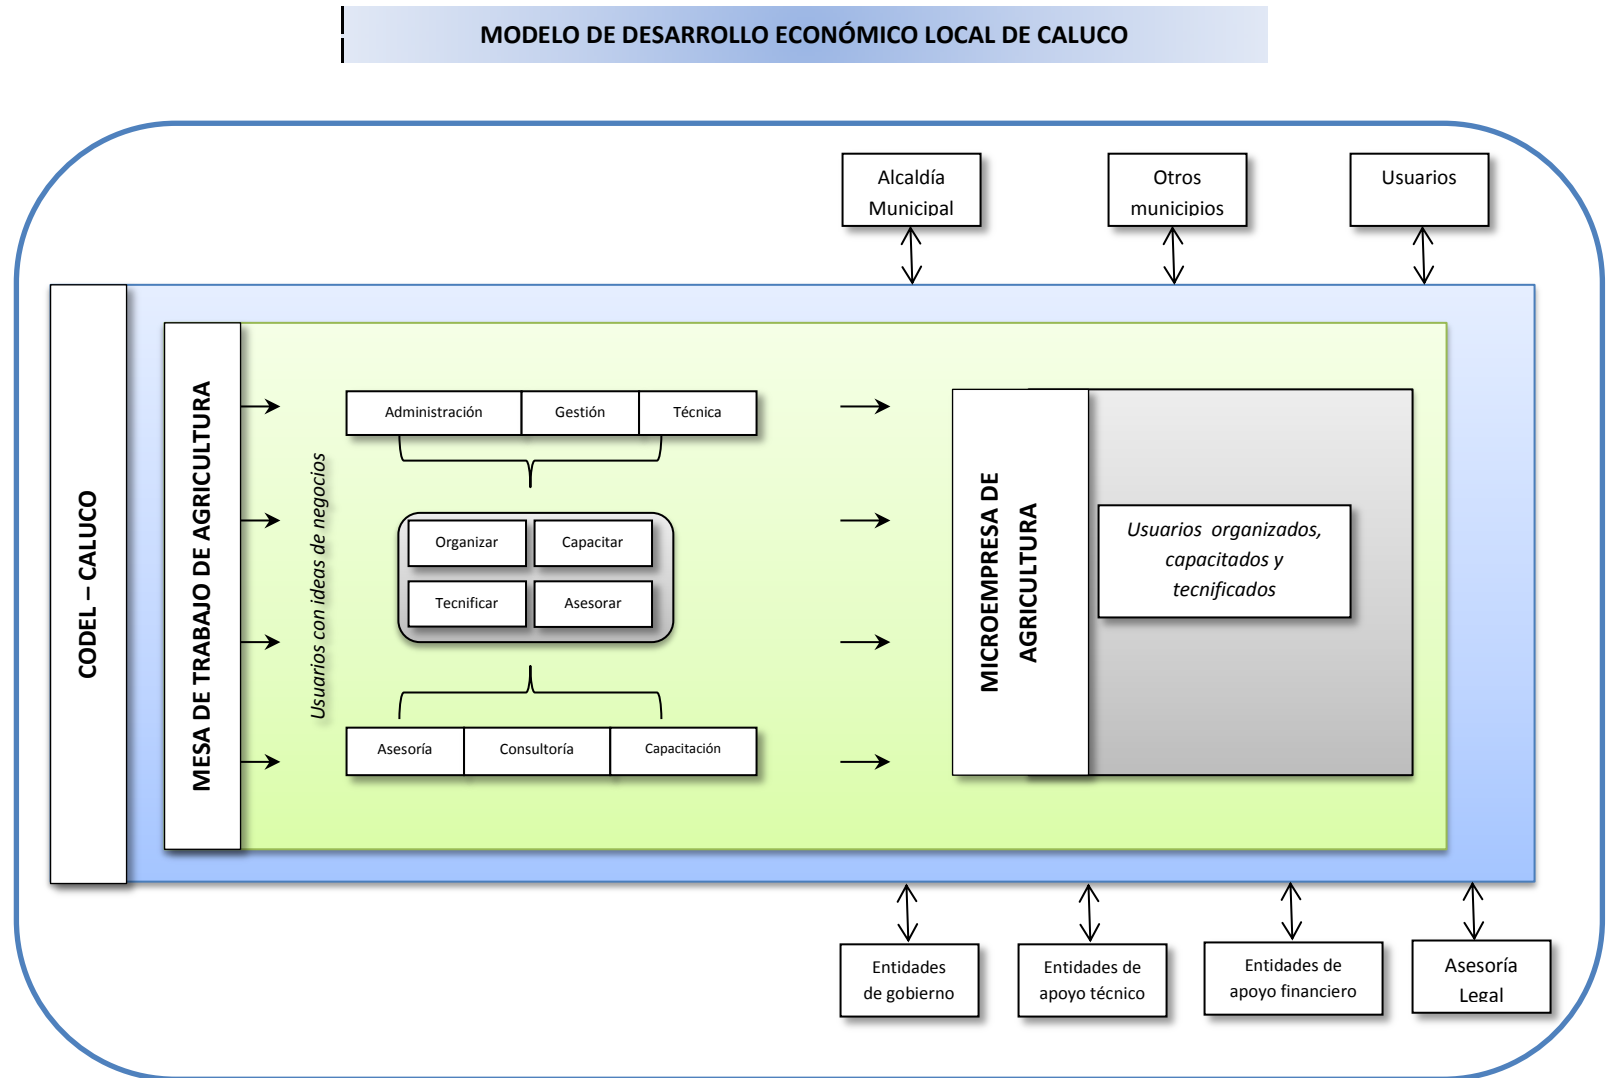 MODELO DE DESARROLLO ECONÓMICO LOCAL DE CALUCO
Alcaldía
Municipal
Otros
municipios
Usuarios
CODEL – CALUCO
MESA DE TRABAJO DE AGRICULTURA
Usuarios con ideas de negocios
Administración
Gestión
Técnica
Organizar
Capacitar
Tecnificar
Asesorar
Asesoría
Consultoría
Capacitación
MICROEMPRESA DE
AGRICULTURA
Usuarios organizados,
capacitados y
tecnificados
Entidades
de gobierno
Entidades de
apoyo técnico
Entidades de
apoyo financiero
Asesoría
Legal